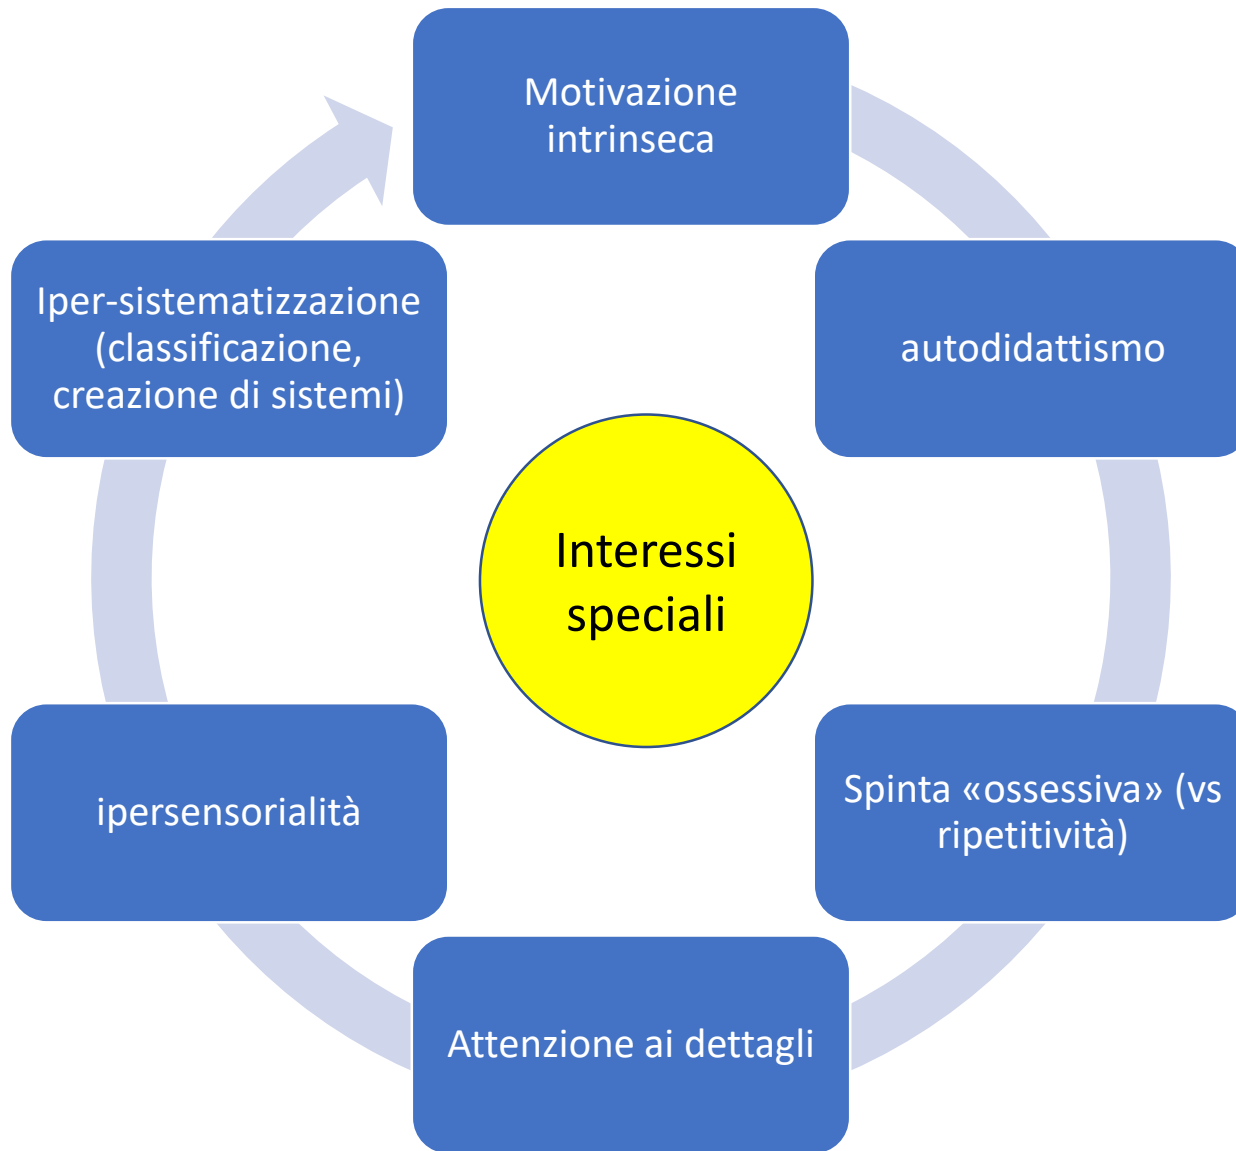 Motivazione
intrinseca
autodidattismo
Spinta «ossessiva» (vs
ripetitività)
Attenzione ai dettagli
ipersensorialità
Iper-sistematizzazione
(classificazione,
creazione di sistemi)
Interessi
speciali